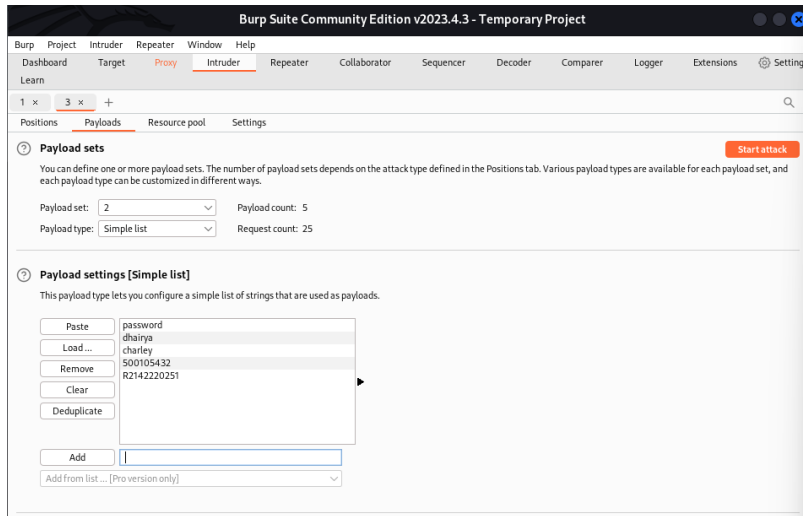 Burp Suite Community Edition v2023.4.3 - Temporary Project
Burp Project Intruder Repeater Window Help
Dashboard Target Proxy Intruder Repeater Collaborator Sequencer Decoder Comparer Logger Extensions Setting
Learn
1 × 3 × +
Positions Payloads Resource pool Settings
? Payload sets Start attack
You can define one or more payload sets. The number of payload sets depends on the attack type defined in the Positions tab. Various payload types are available for each payload set, and
each payload type can be customized in different ways.
Payload set: 2 Payload count: 5
Payload type: Simple list Request count: 25
? Payload settings [Simple list]
This payload type lets you configure a simple list of strings that are used as payloads.
Paste password
dhairya
Load ... charley
Remove 500105432
R2142220251
Clear
Deduplicate
Add
Add from list ... [Pro version only]